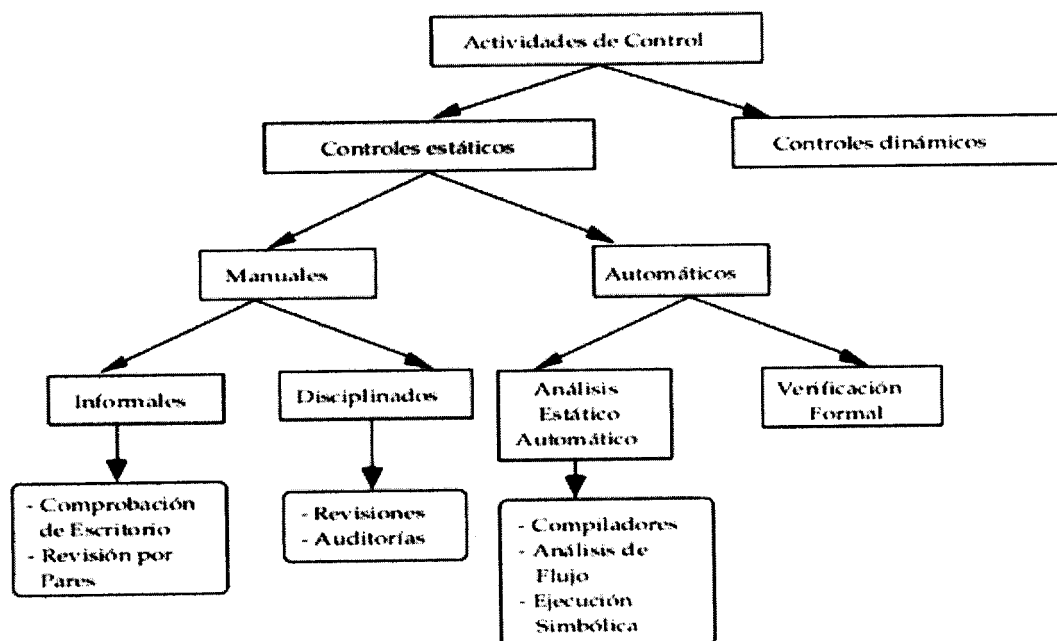 Actividades de Control
Controles estáticos
Controles dinámicos
Manuales
Automáticos
Informales
Disciplinados
Análisis
Estático
Automático
Verificación
Formal
- Comprobación
de Escritorio
- Revisión por
Pares
- Revisiones
- Auditorías
- Compiladores
- Análisis de
Flujo
- Ejecución
Simbólica